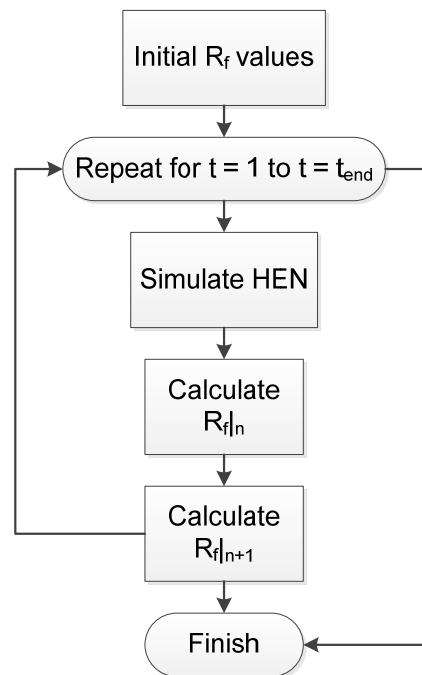 Initial Rf values
Repeat for t = 1 to t = tend
Simulate HEN
Calculate
Rf|n
Calculate
Rf|n+1
Finish